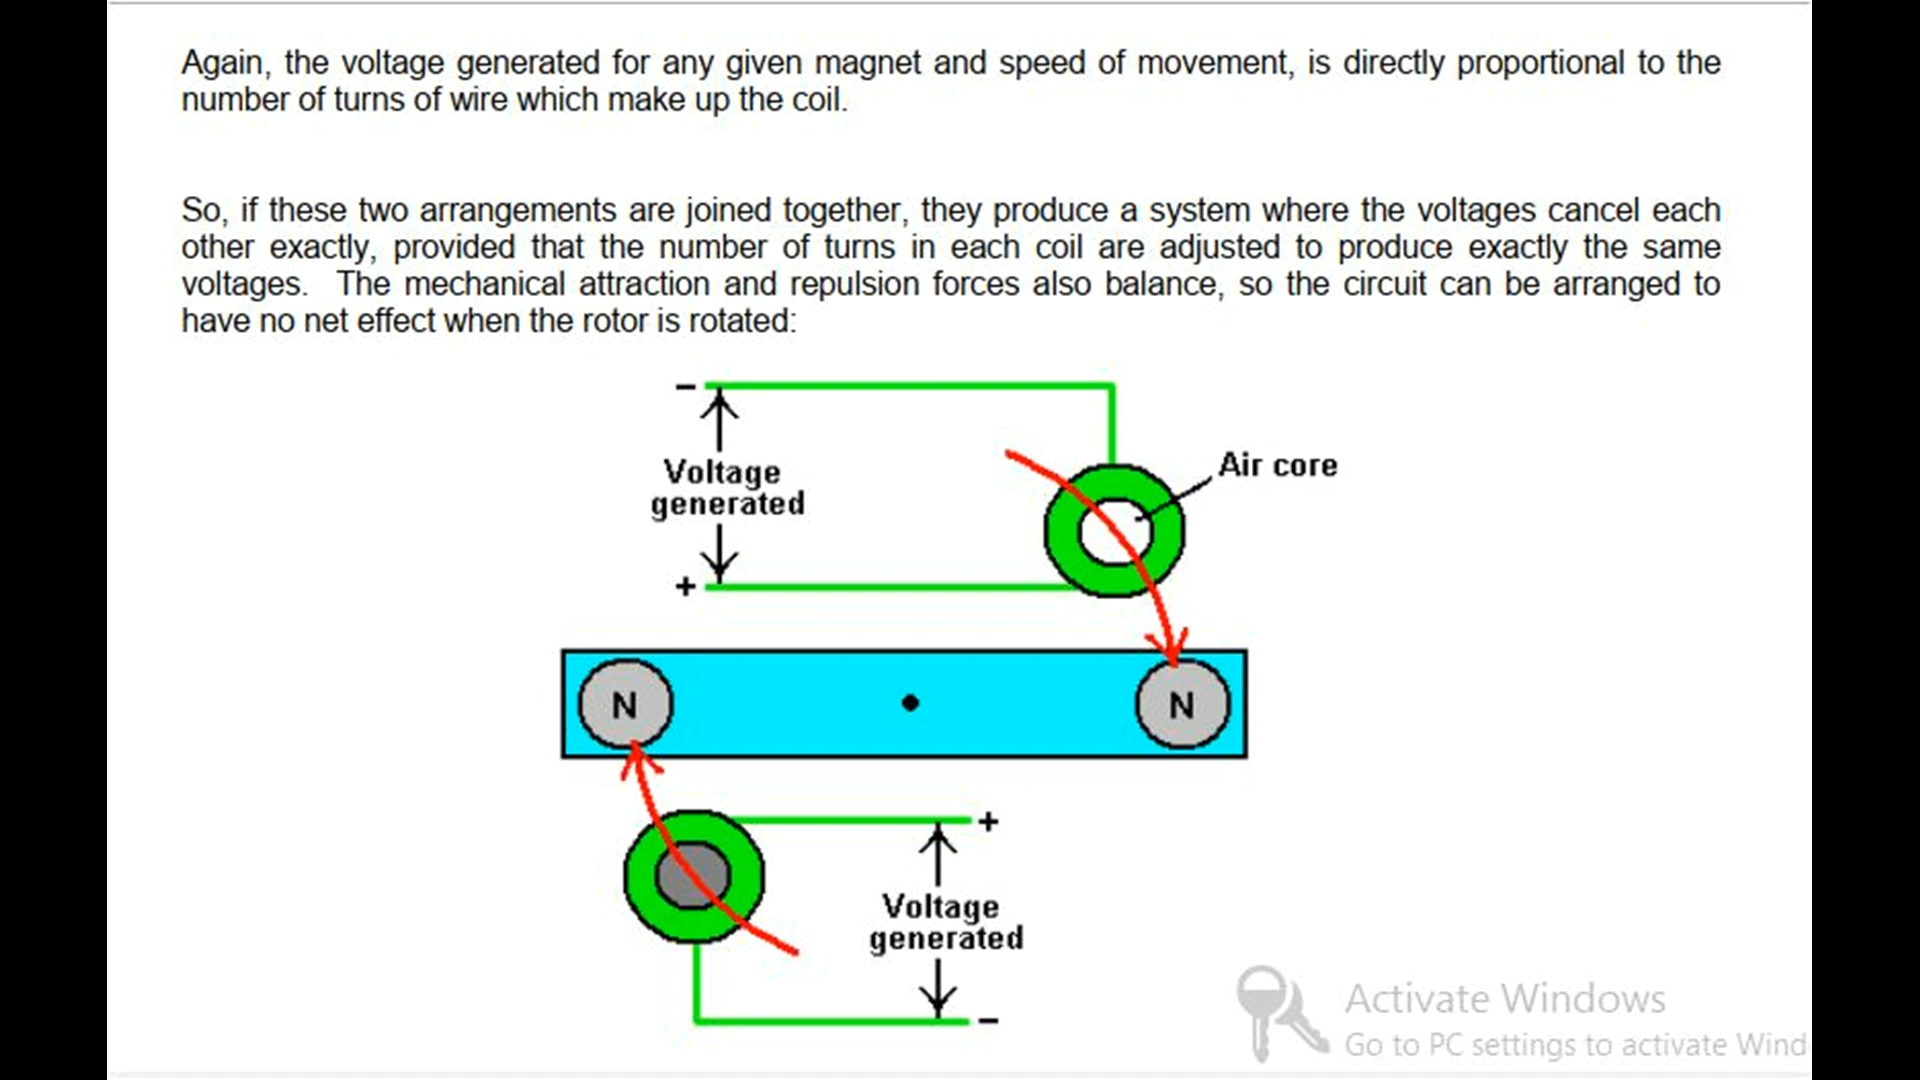 Again, the voltage generated for any given magnet and speed of movement, is directly proportional to the
number of turns of wire which make up the coil.
So, if these two arrangements are joined together, they produce a system where the voltages cancel each
other exactly, provided that the number of turns in each coil are adjusted to produce exactly the same
voltages. The mechanical attraction and repulsion forces also balance, so the circuit can be arranged to
have no net effect when the rotor is rotated:
–
Voltage
generated
+
Air core
N
N
+
Voltage
generated
–
Activate Windows
Go to PC settings to activate Wind